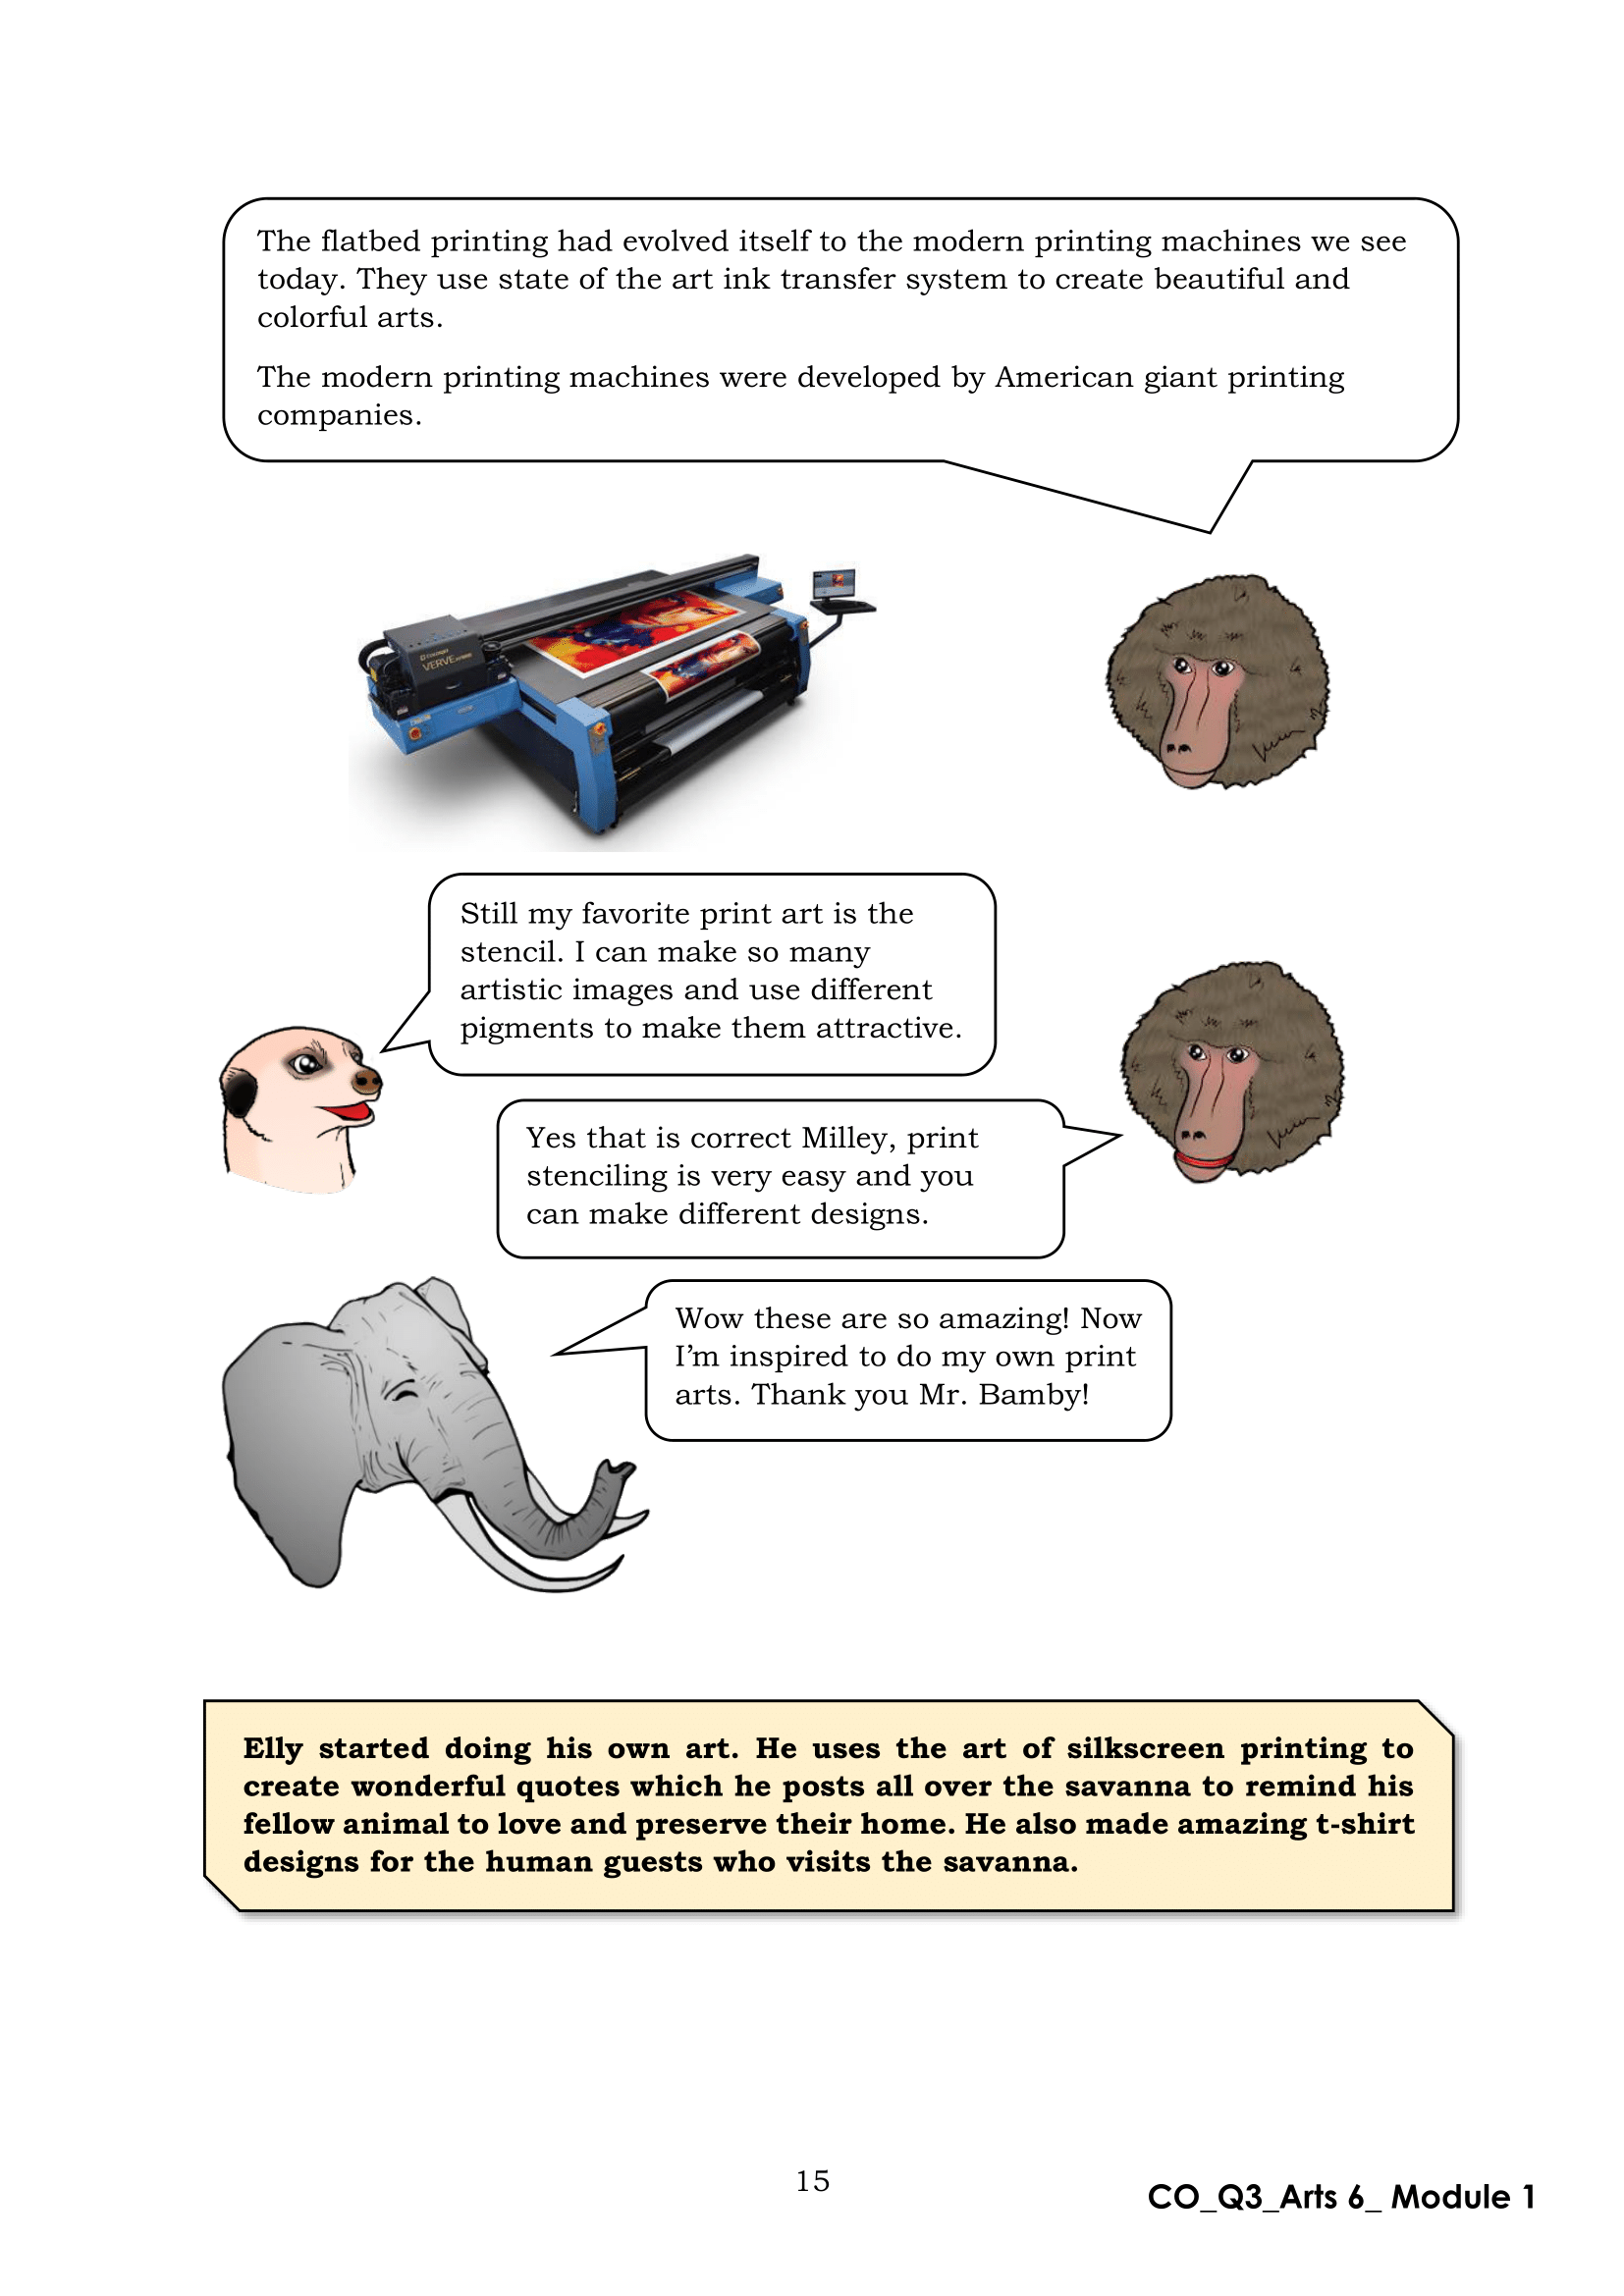 The flatbed printing had evolved itself to the modern printing machines we see
today. They use state of the art ink transfer system to create beautiful and
colorful arts.
The modern printing machines were developed by American giant printing
companies.
VERVE
Still my favorite print art is the
stencil. I can make so many
artistic images and use different
pigments to make them attractive.
Yes that is correct Milley, print
stenciling is very easy and you
can make different designs.
Wow these are so amazing! Now
I’m inspired to do my own print
arts. Thank you Mr. Bamby!
Elly started doing his own art. He uses the art of silkscreen printing to
create wonderful quotes which he posts all over the savanna to remind his
fellow animal to love and preserve their home. He also made amazing t-shirt
designs for the human guests who visits the savanna.
15
CO_Q3_Arts 6_ Module 1